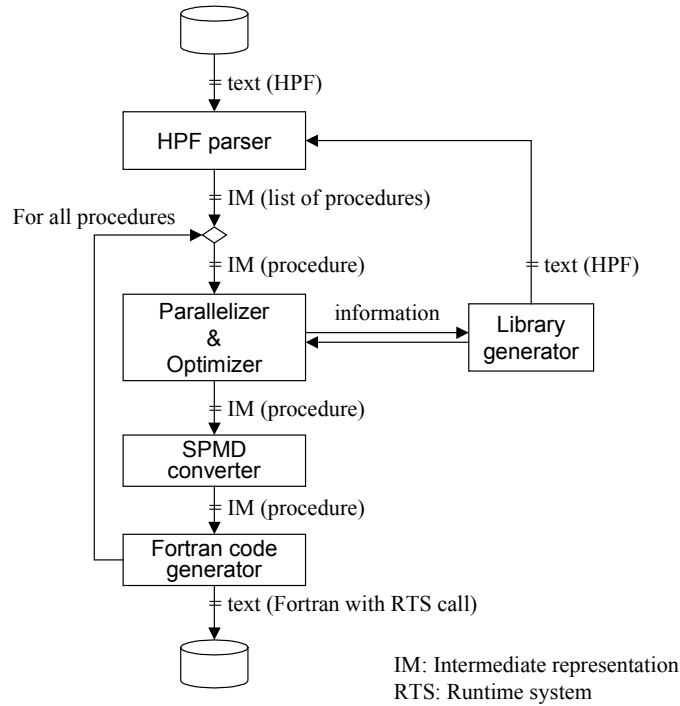 text (HPF)
HPF parser
IM (list of procedures)
For all procedures
IM (procedure)
text (HPF)
Parallelizer
&
Optimizer
information
Library
generator
IM (procedure)
SPMD
converter
IM (procedure)
Fortran code
generator
text (Fortran with RTS call)
IM: Intermediate representation
RTS: Runtime system